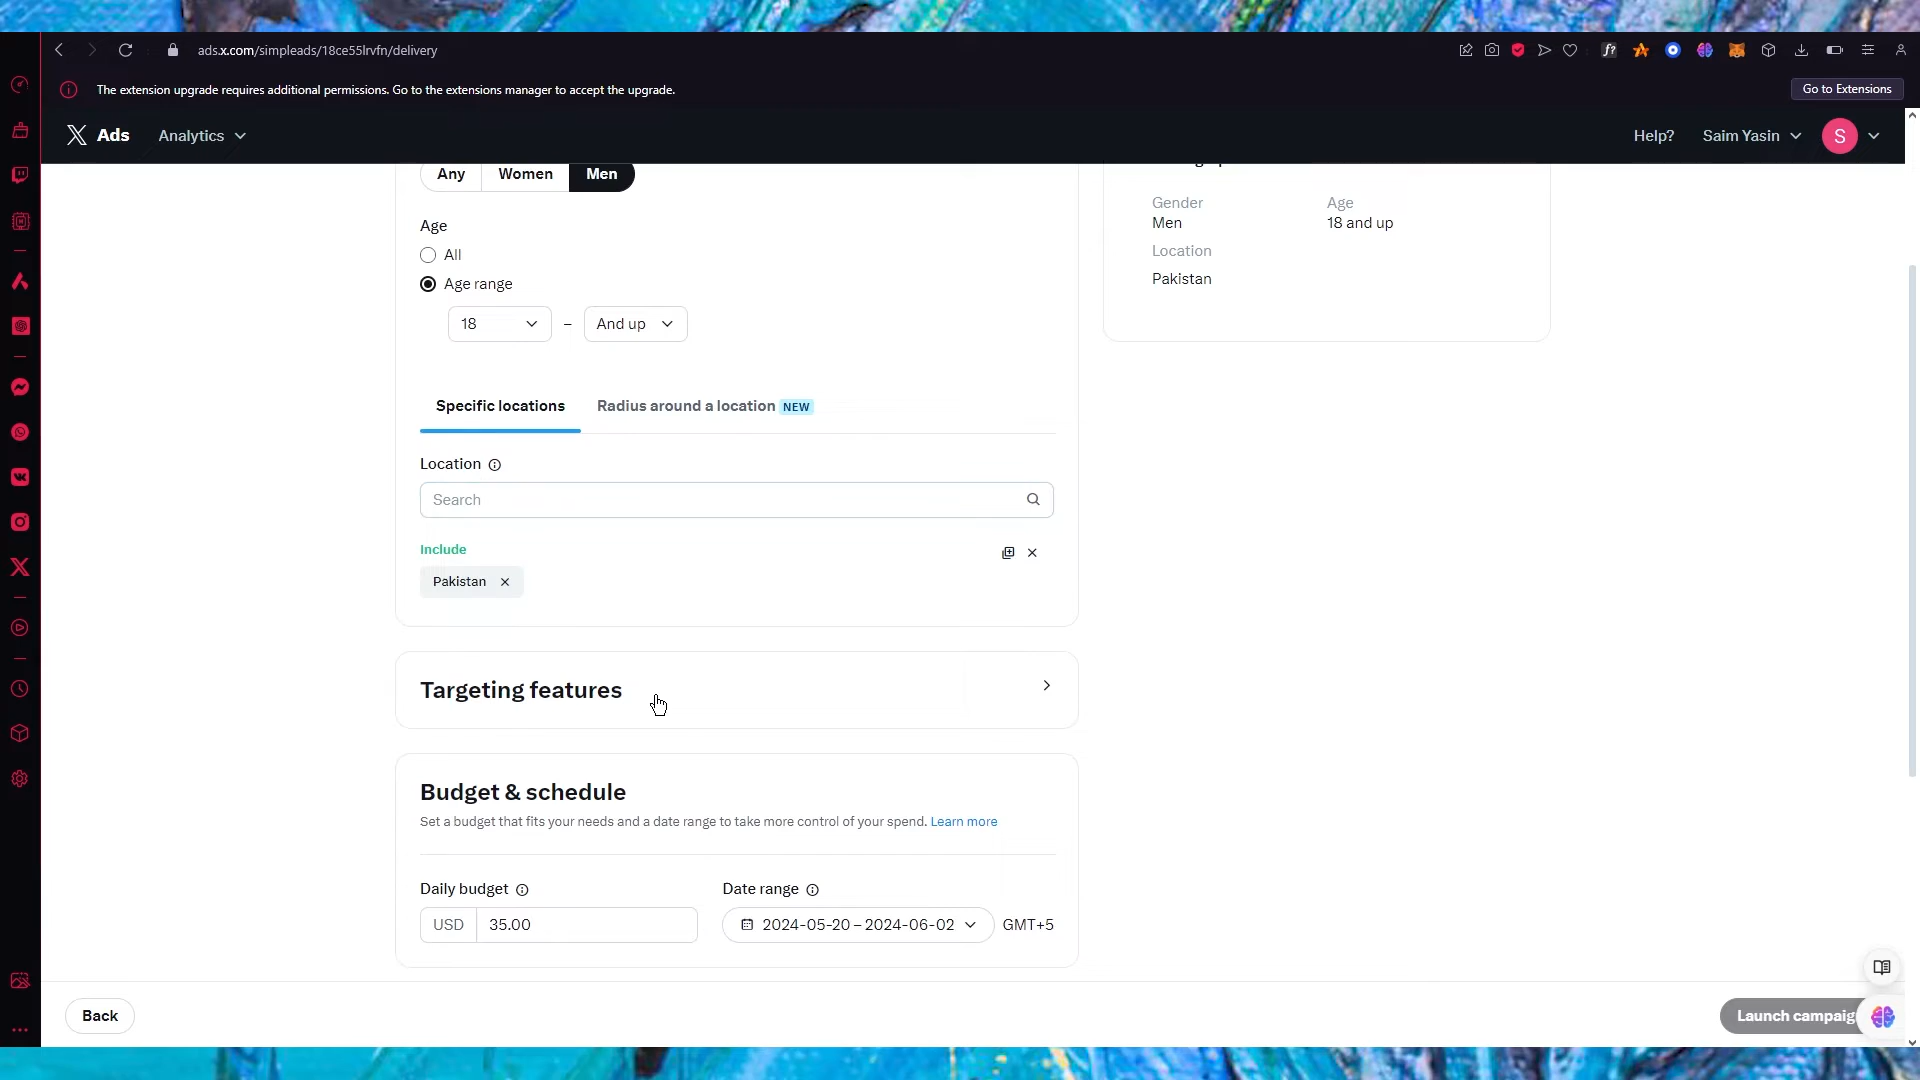 ads.x.com/simpleads/18ce55lrvfn/delivery
The extension upgrade requires additional permissions. Go to the extensions manager to accept the upgrade.
Go to Extensions
Ads
Analytics
Help?
Saim Yasin
S
Any
Women
Men
Gender
Men
Age
18 and up
Location
Pakistan
Age
All
Age range
18
–
And up
Specific locations
Radius around a location NEW
Location
Search
Include
Pakistan
Targeting features
Budget & schedule
Set a budget that fits your needs and a date range to take more control of your spend. Learn more
Daily budget
Date range
USD
35.00
2024-05-20 – 2024-06-02
GMT+5
Back
Launch campaig